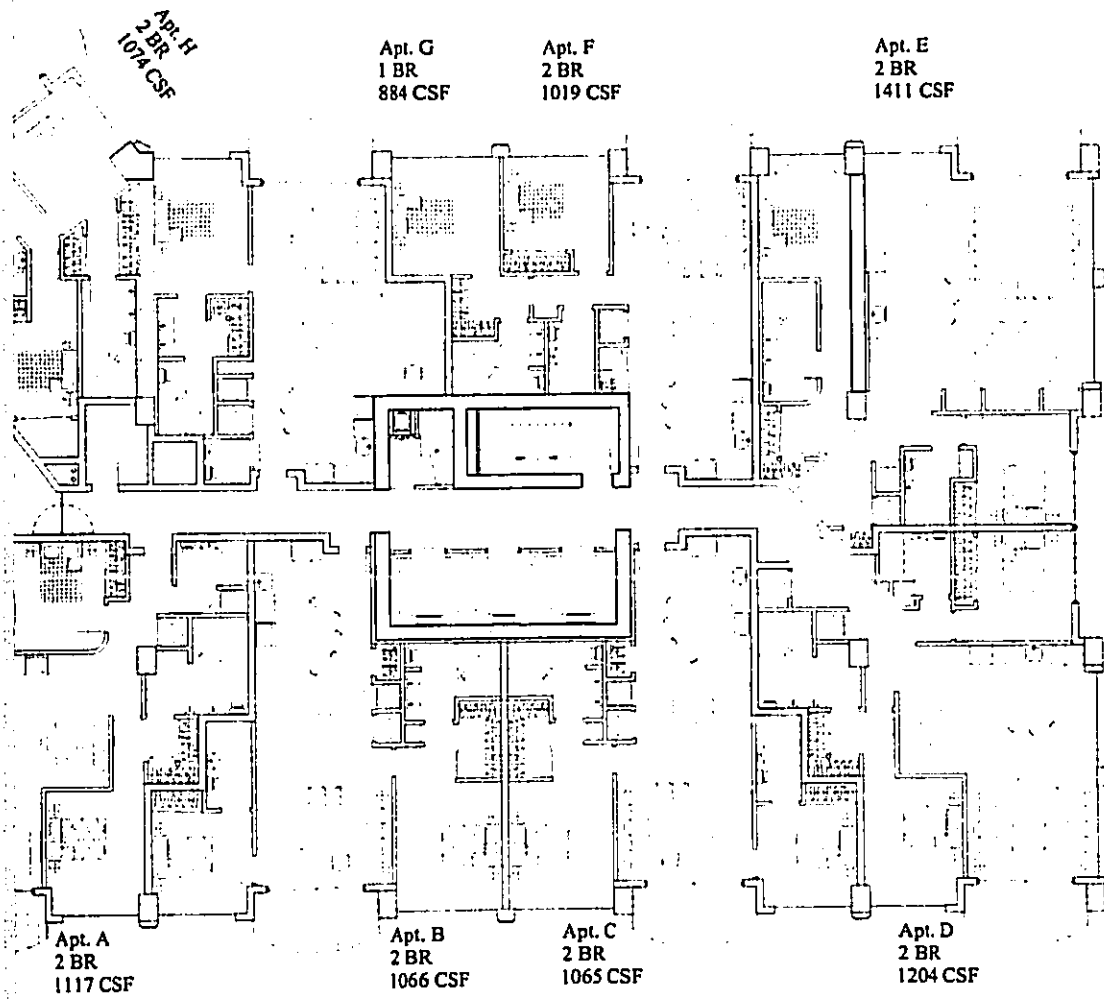 Apt. H
2 BR
1074 CSF
Apt. G
1 BR
884 CSF
Apt. F
2 BR
1019 CSF
Apt. E
2 BR
1411 CSF
Apt. A
2 BR
1117 CSF
Apt. B
2 BR
1066 CSF
Apt. C
2 BR
1065 CSF
Apt. D
2 BR
1204 CSF